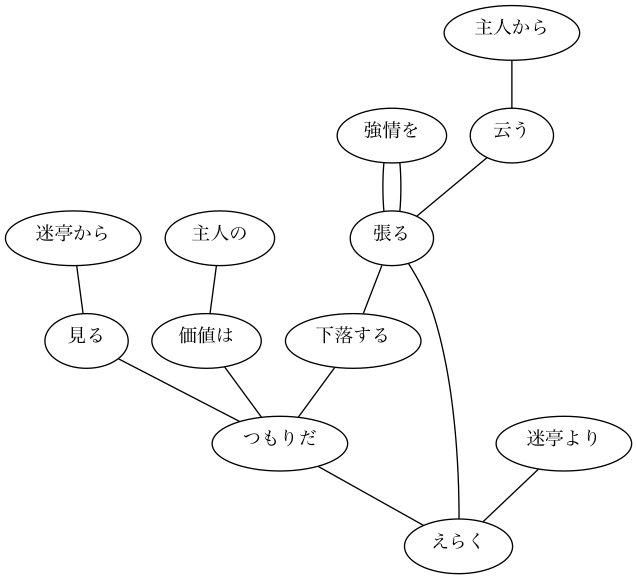 主人から
強情を
云う
迷亭から
主人の
張る
見る
価値は
下落する
つもりだ
迷亭より
えらく